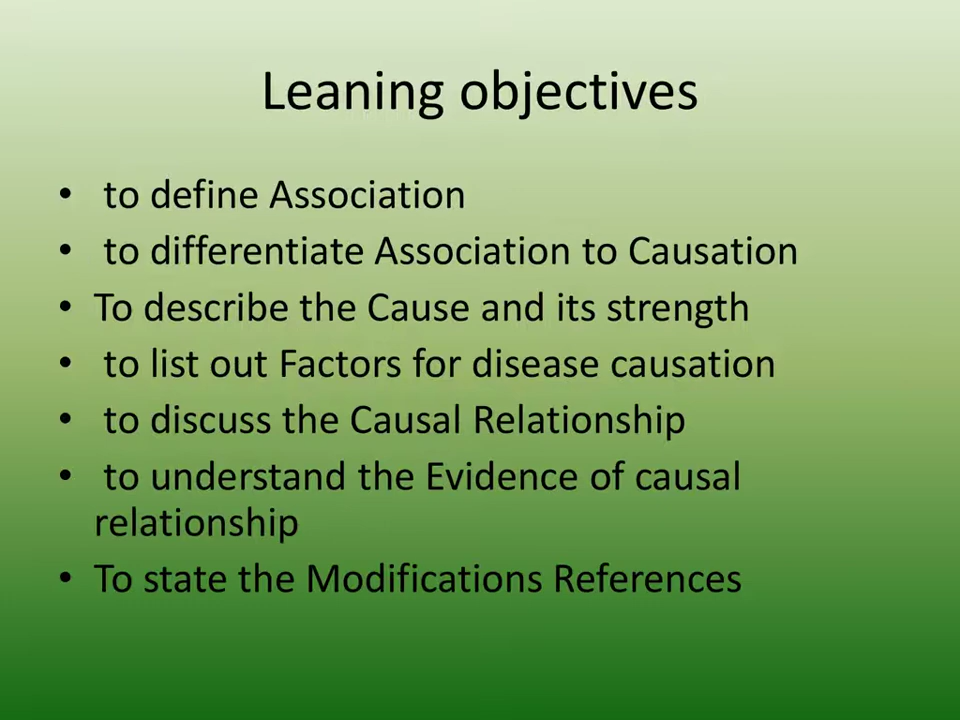 Leaning objectives
• to define Association
• to differentiate Association to Causation
• To describe the Cause and its strength
• to list out Factors for disease causation
• to discuss the Causal Relationship
• to understand the Evidence of causal
relationship
• To state the Modifications References